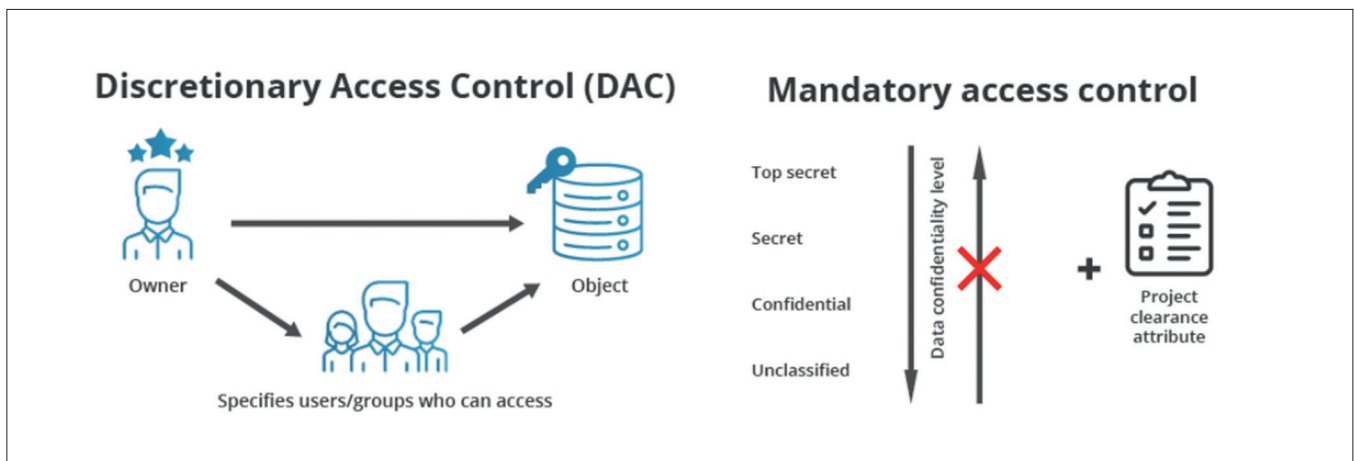 Discretionary Access Control (DAC)
Owner
Object
Specifies users/groups who can access
Mandatory access control
Top secret
Secret
Confidential
Unclassified
Data confidentiality level
+
Project
clearance
attribute